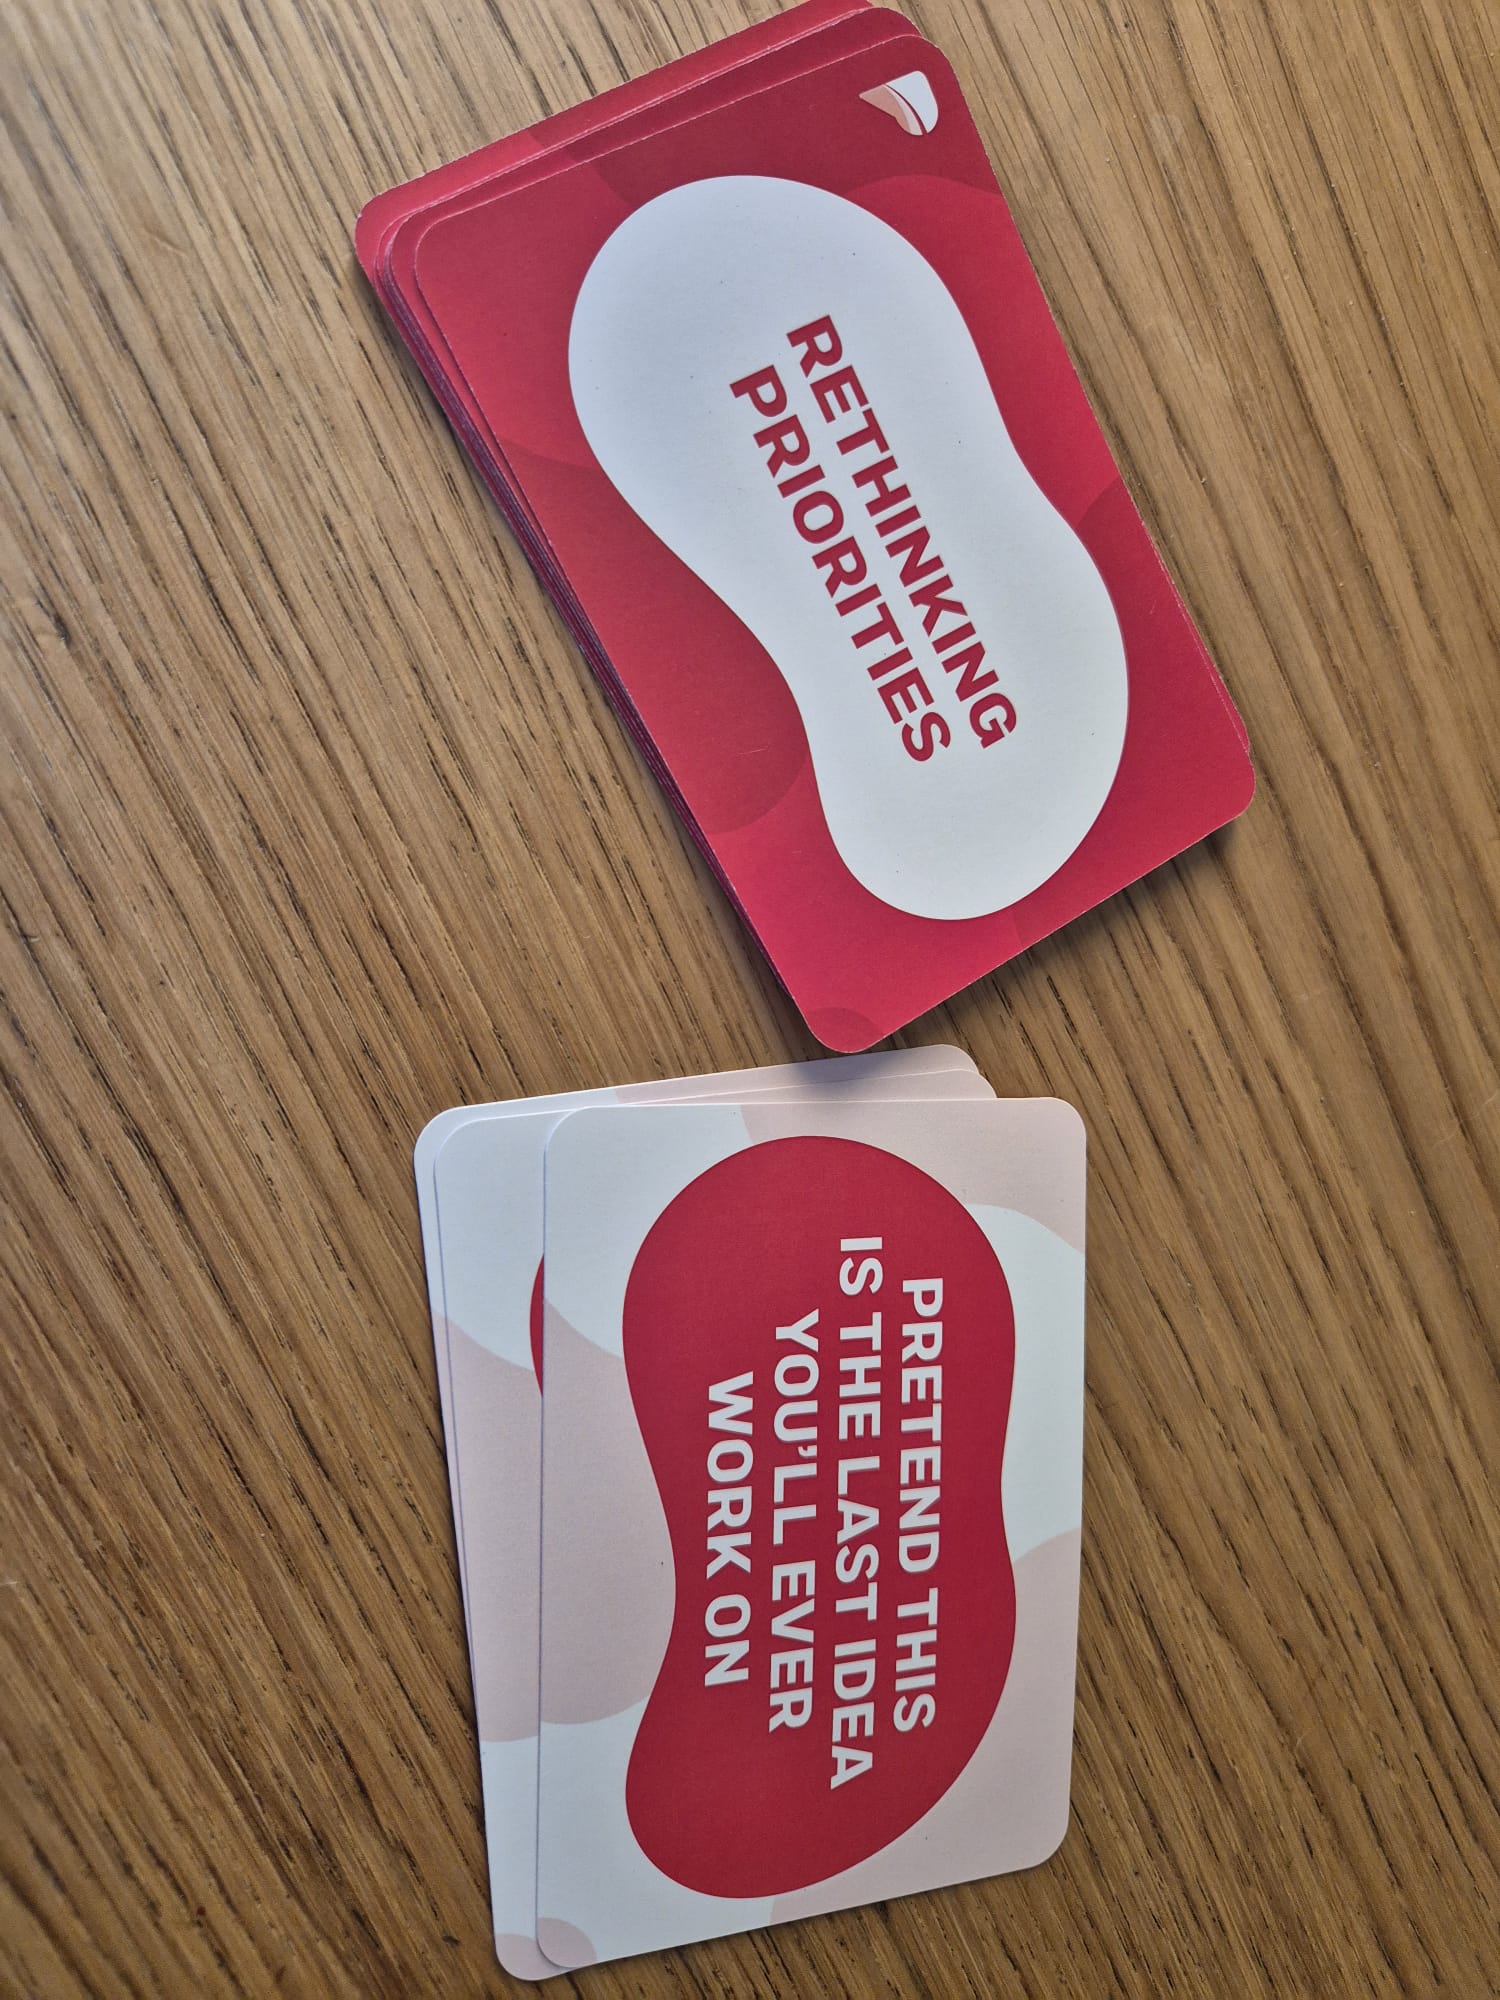 RETHINKING
PRIORITIES
PRETEND THIS
IS THE LAST IDEA
YOU'LL EVER
WORK ON